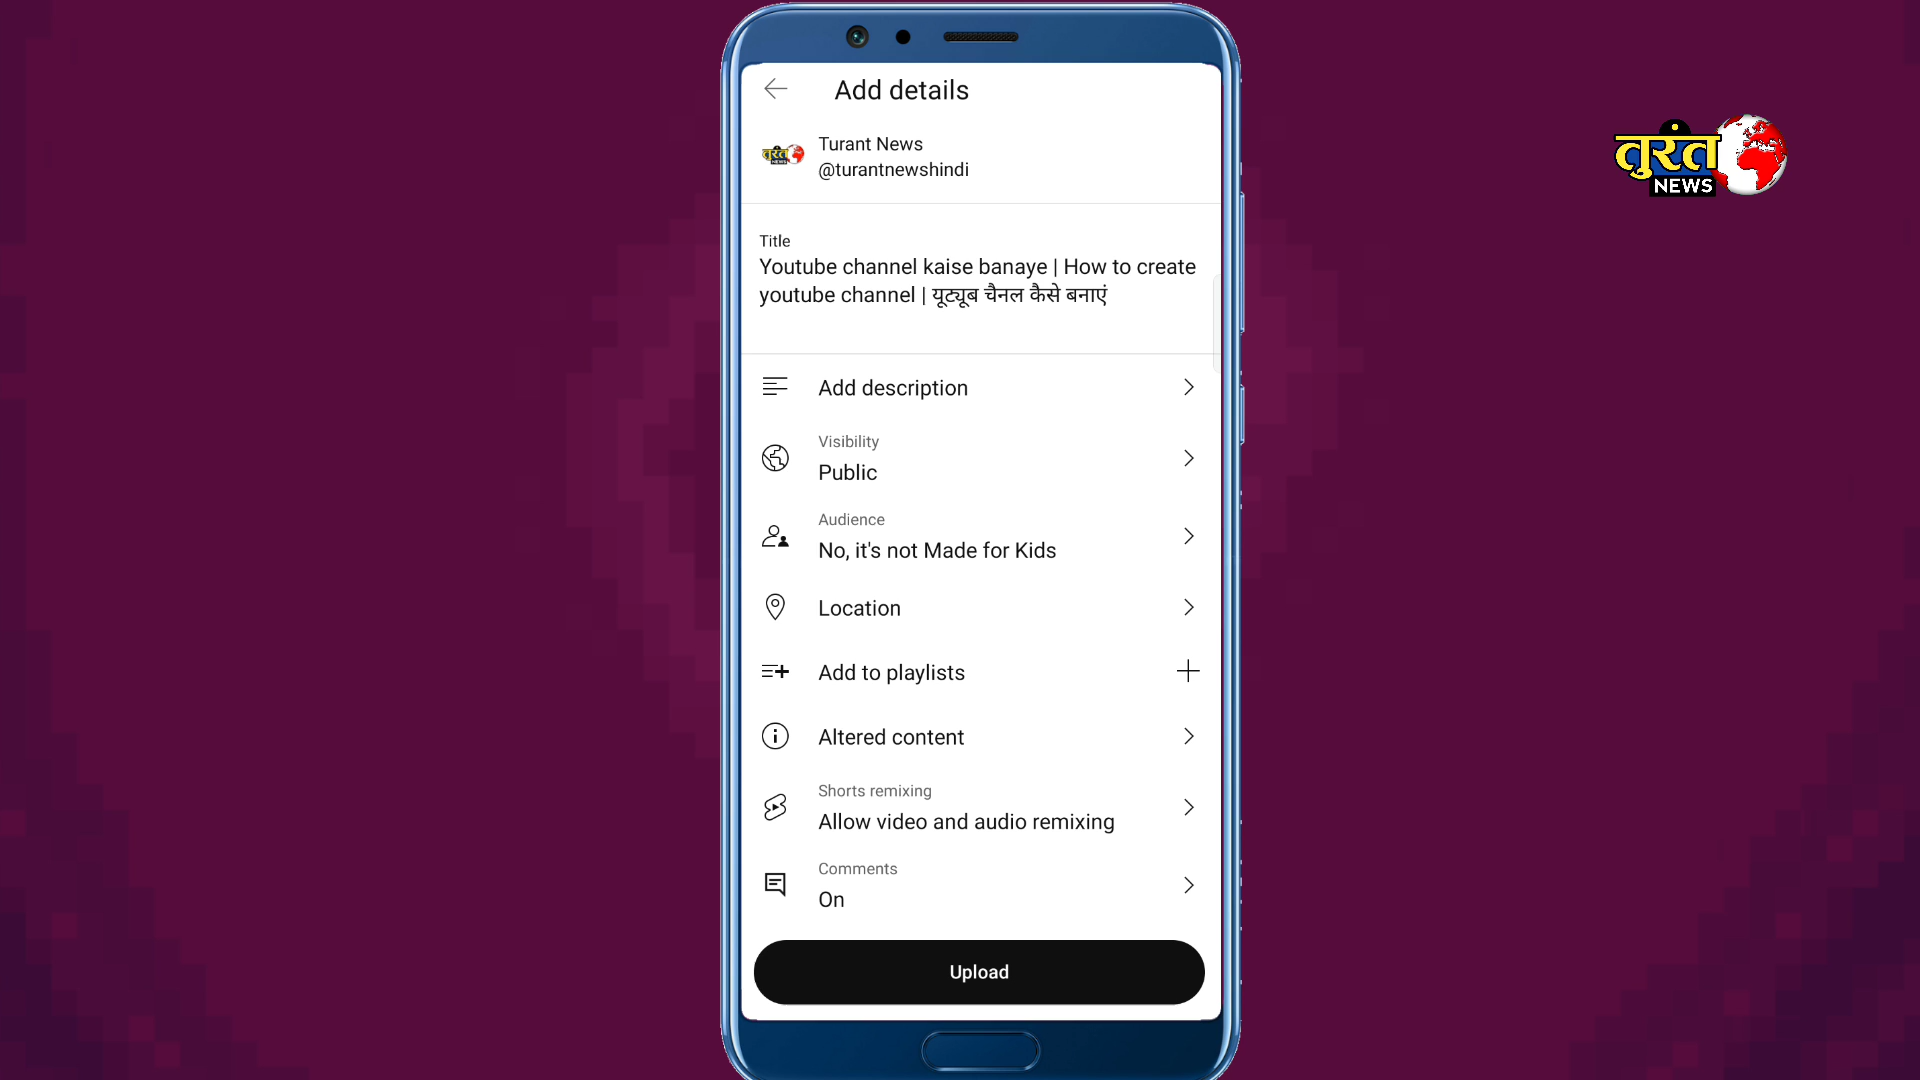 Add details
Turant News
@turantnewshindi
Title
Youtube channel kaise banaye | How to create
youtube channel | यूट्यूब चैनल कैसे बनाएं
Add description
Visibility
Public
Audience
No, it's not Made for Kids
Location
Add to playlists
Altered content
Shorts remixing
Allow video and audio remixing
Comments
On
Upload
तुरंत
NEWS
तुरंत
NEWS